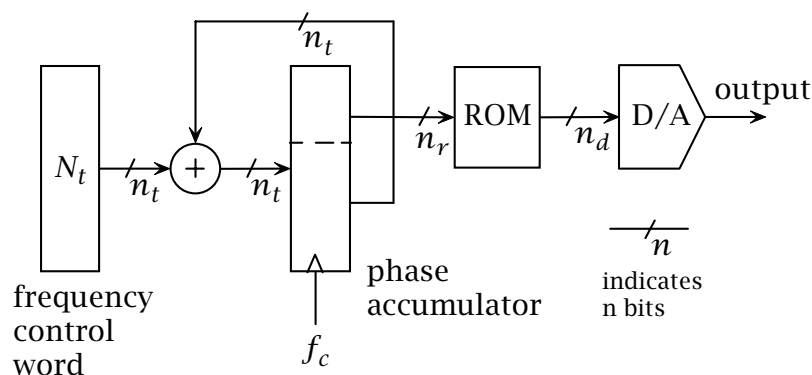 n_t
output
N_t
n_t
+
n_t
n_r
ROM
n_d
D/A
n
frequency
control
word
phase
accumulator
f_c
indicates
n bits